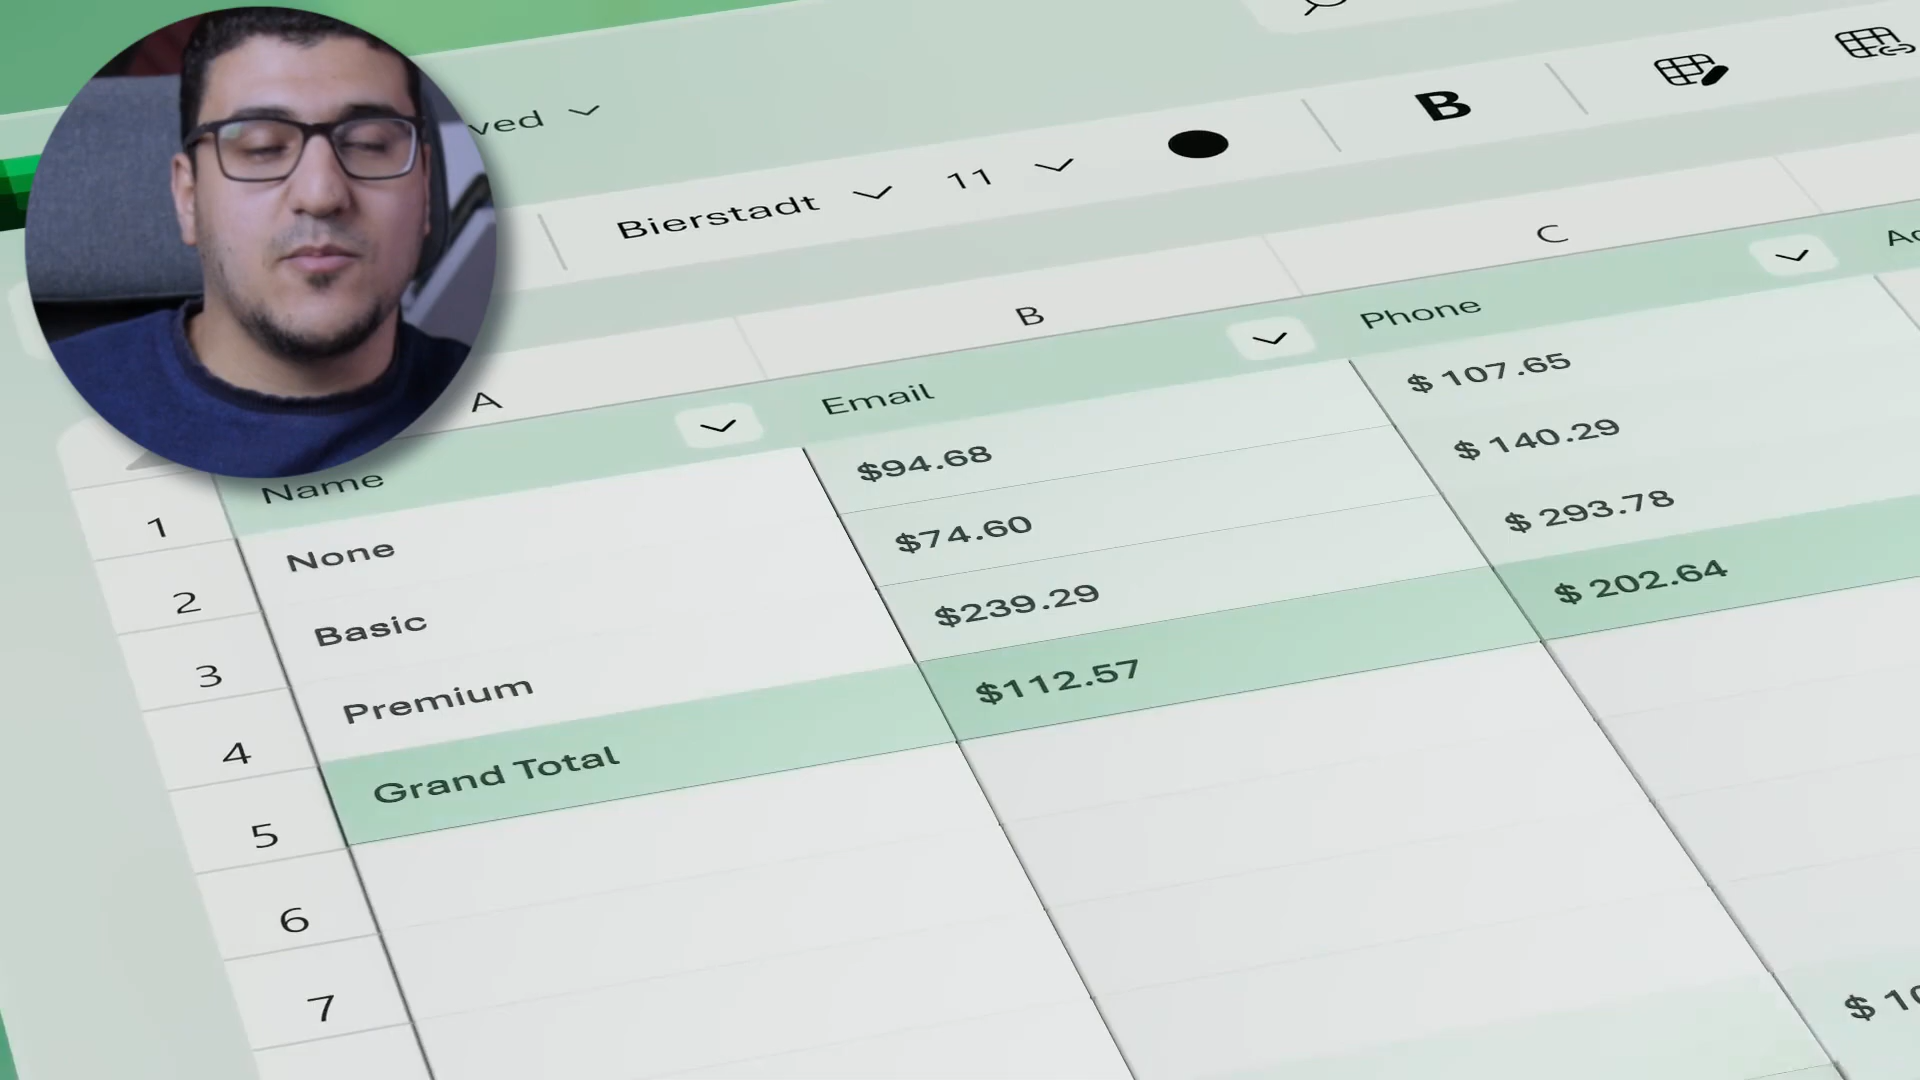 ved
Bierstadt 11 B
A B C
Name Email Phone
1 None $94.68 $ 107.65
2 Basic $74.60 $ 140.29
3 Premium $239.29 $ 293.78
4 Grand Total $112.57 $ 202.64
5
6
7